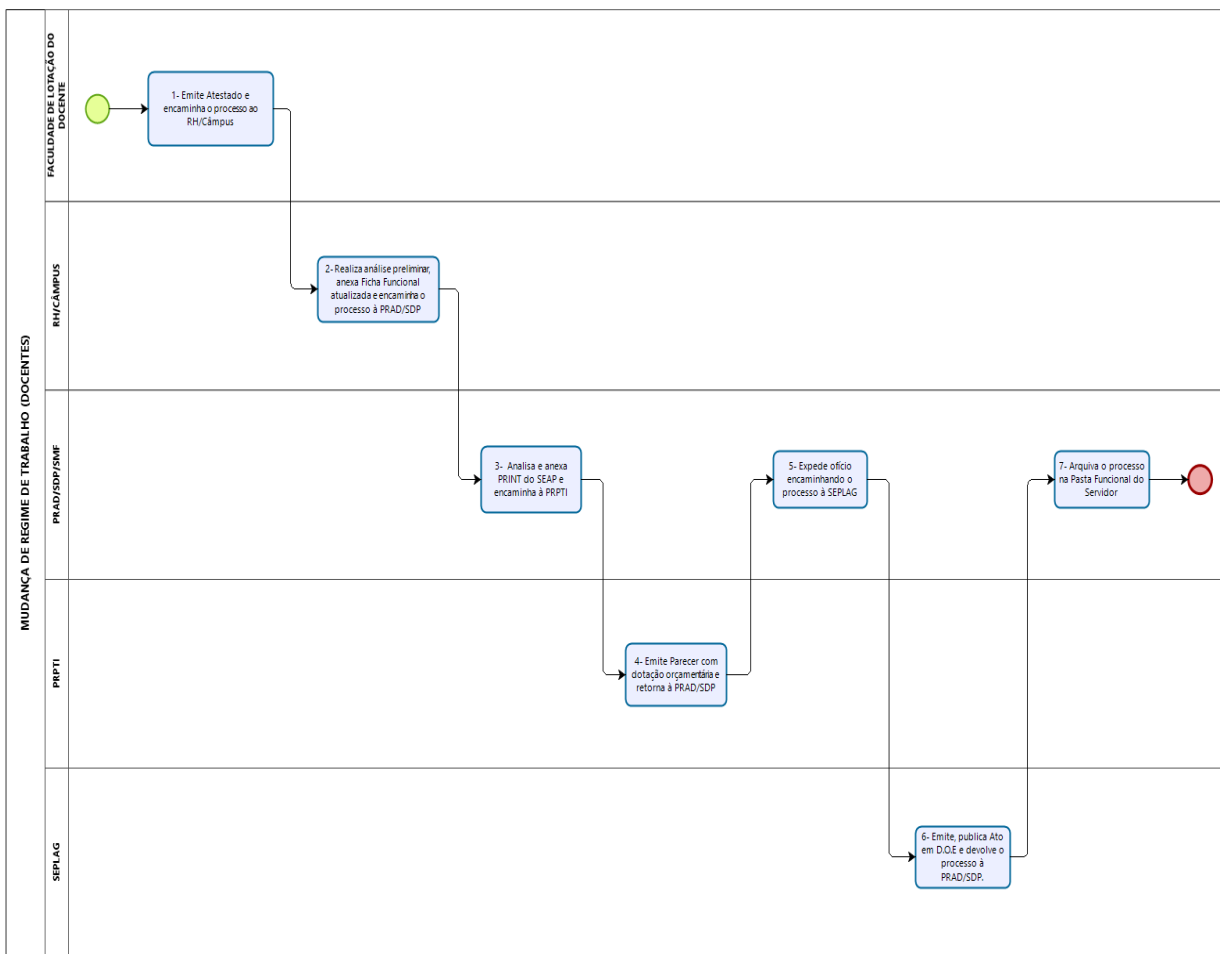 MUDANÇA DE REGIME DE TRABALHO (DOCENTES)
FACULDADE DE LOTAÇÃO DO
DOCENTE
1- Emite Atestado e
encaminha o processo ao
RH/Câmpus
RH/CÂMPUS
2- Realiza análise preliminar,
anexa Ficha Funcional
atualizada e encaminha o
processo à PRAD/SDP
PRAD/SDP/SMF
3- Analisa e anexa
PRINT do SEAP e
encaminha à PRPTI
5- Expede ofício
encaminhando o
processo à SEPLAG
7- Arquiva o processo
na Pasta Funcional do
Servidor
PRPTI
4- Emite Parecer com
dotação orçamentária e
retorna à PRAD/SDP
SEPLAG
6- Emite, publica Ato
em D.O.E e devolve o
processo à
PRAD/SDP.